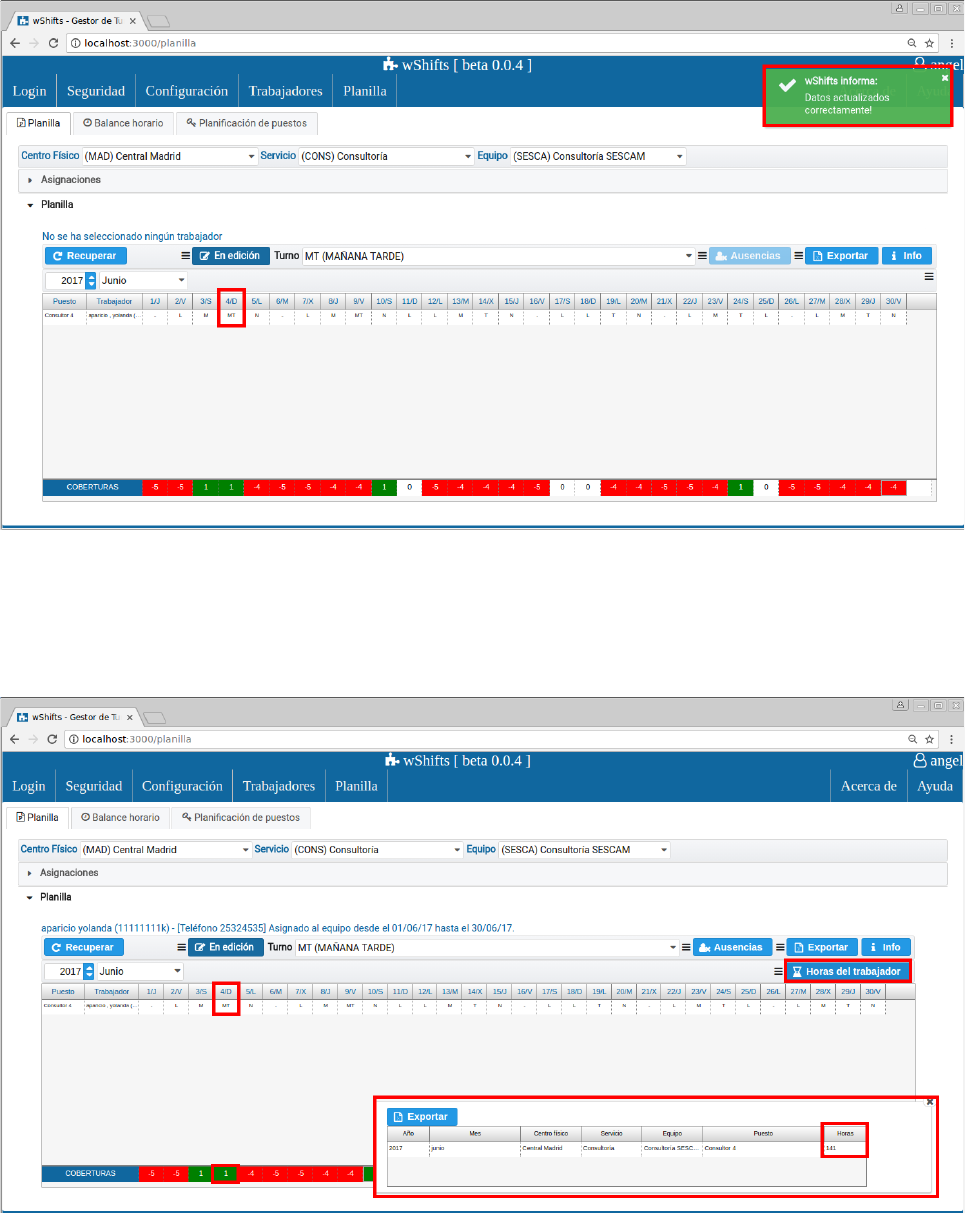 wShifts - Gestor de Tu
localhost:3000/planilla
wShifts [ beta 0.0.4 ]
angel
Login Seguridad Configuración Trabajadores Planilla
wShifts informa:
Datos actualizados
correctamente!
Planilla Balance horario Planificación de puestos
Centro Físico (MAD) Central Madrid Servicio (CONS) Consultoría Equipo (SESCA) Consultoría SESCAM
Asignaciones
Planilla
No se ha seleccionado ningún trabajador
Recuperar En edición Turno MT (MAÑANA TARDE) Ausencias Exportar Info
2017 Junio
Puesto Trabajador 1/J 2/V 3/S 4/D 5/L 6/M 7/X 8/J 9/V 10/S 11/D 12/L 13/M 14/X 15/J 16/V 17/S 18/D 19/L 20/M 21/X 22/J 23/V 24/S 25/D 26/L 27/M 28/X 29/J 30/V
Consultor 4 aparicio , yolanda (... - L M MT N - L M MT N L L M T N - L L T N - L M T L - L M T N
COBERTURAS -5 -5 1 1 -4 -5 -5 -4 -4 1 0 -5 -4 -4 -4 -5 0 0 -4 -4 -5 -5 -4 1 0 -5 -5 -4 -4 -4
wShifts - Gestor de Tu
localhost:3000/planilla
wShifts [ beta 0.0.4 ]
angel
Login Seguridad Configuración Trabajadores Planilla Acerca de Ayuda
Planilla Balance horario Planificación de puestos
Centro Físico (MAD) Central Madrid Servicio (CONS) Consultoría Equipo (SESCA) Consultoria SESCAM
Asignaciones
Planilla
aparicio yolanda (11111111k) - [Teléfono 25324535] Asignado al equipo desde el 01/06/17 hasta el 30/06/17.
Recuperar En edición Turno MT (MAÑANA TARDE) Ausencias Exportar Info
2017 Junio Horas del trabajador
Puesto Trabajador 1/J 2/V 3/S 4/D 5/L 6/M 7/X 8/J 9/V 10/S 11/D 12/L 13/M 14/X 15/J 16/V 17/S 18/D 19/L 20/M 21/X 22/J 23/V 24/S 25/D 26/L 27/M 28/X 29/J 30/V
Consultor 4 aparicio , yolanda (... - L M MT N - L M MT N L L M T N - L L T N - L M T L - L M T N
Exportar
Año Mes Centro físico Servicio Equipo Puesto Horas
2017 junio Central Madrid Consultoría Consultoría SESC... Consultor 4 141
COBERTURAS -5 -5 1 1 -4 -5 -5 -4 -4